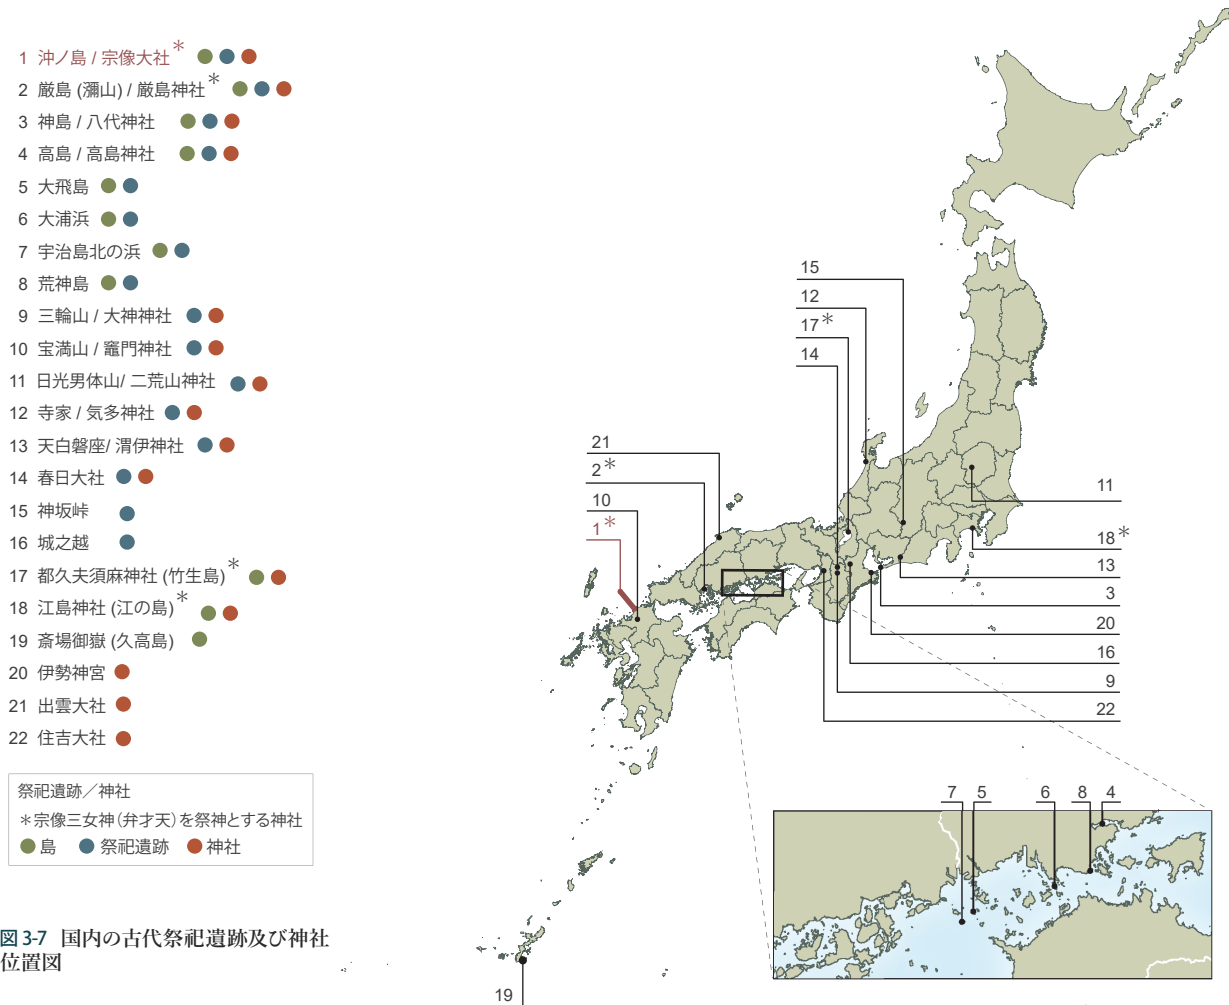 1 沖ノ島 / 宗像大社＊
2 厳島 (瀰山) / 厳島神社＊
3 神島 / 八代神社
4 高島 / 高島神社
5 大飛島
6 大浦浜
7 宇治島北の浜
8 荒神島
9 三輪山 / 大神神社
10 宝満山 / 竈門神社
11 日光男体山/ 二荒山神社
12 寺家 / 気多神社
13 天白磐座/ 渭伊神社
14 春日大社
15 神坂峠
16 城之越
17 都久夫須麻神社 (竹生島)＊
18 江島神社 (江の島)＊
19 斎場御嶽 (久高島)
20 伊勢神宮
21 出雲大社
22 住吉大社
祭祀遺跡／神社
＊宗像三女神（弁才天）を祭神とする神社
島 祭祀遺跡 神社
図 3-7 国内の古代祭祀遺跡及び神社
位置図
15
12
17＊
14
21
2＊
10
1＊
11
18＊
13
3
20
16
9
22
7 5 6 8 4
19